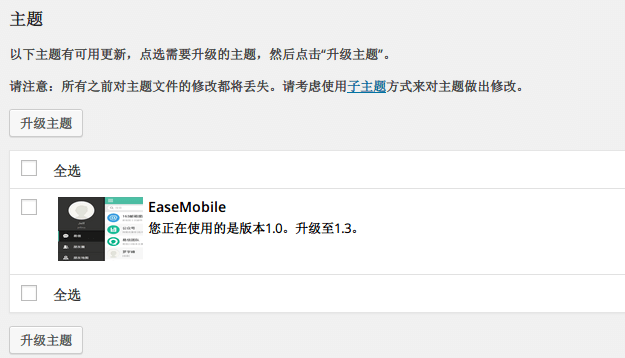 主题
以下主题有可用更新，点选需要升级的主题，然后点击“升级主题”。
请注意：所有之前对主题文件的修改都将丢失。请考虑使用子主题方式来对主题做出修改。
升级主题
全选
EaseMobile
您正在使用的是版本1.0。升级至1.3。
全选
升级主题